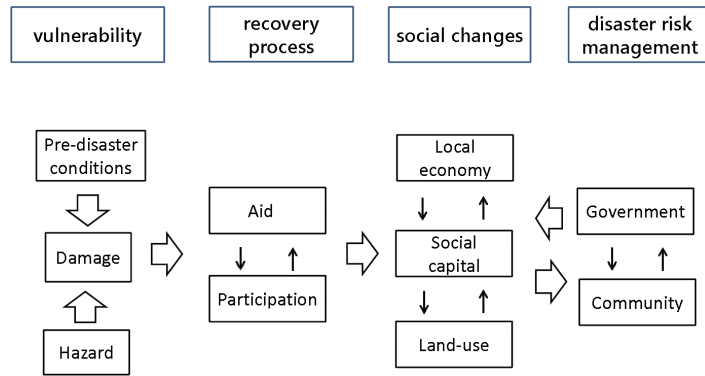 vulnerability
recovery
process
social changes
disaster risk
management
Pre-disaster
conditions
Damage
Hazard
Aid
Participation
Local
economy
Social
capital
Land-use
Government
Community